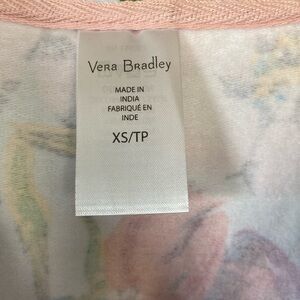 Vera Bradley
MADE IN
INDIA
FABRIQUÉ EN
INDE
XS/TP